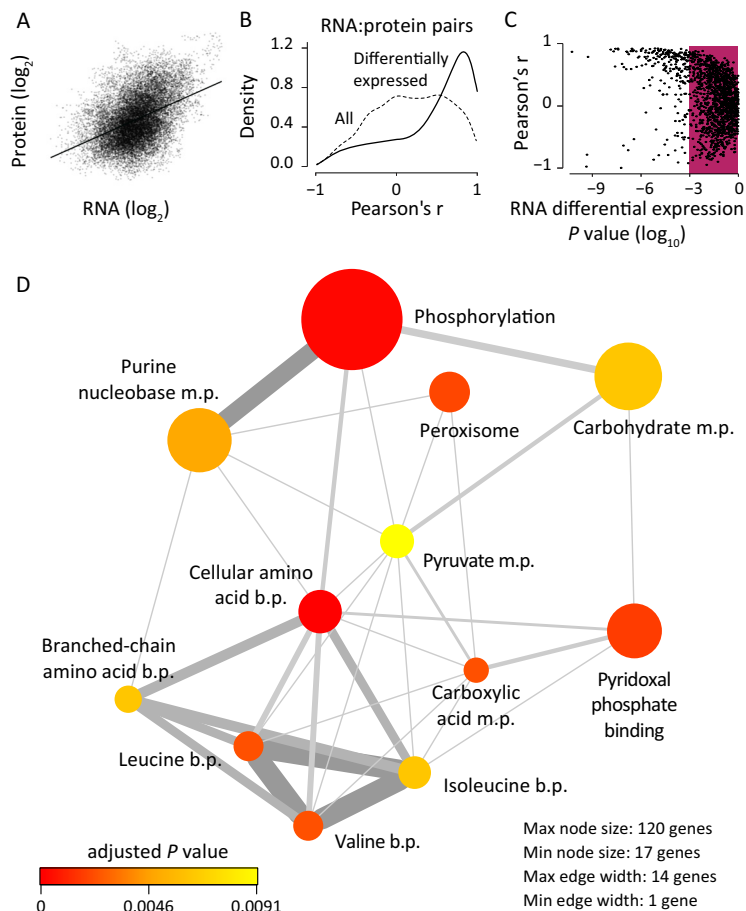 A
Protein (log2)
RNA (log2)
B
RNA:protein pairs
Density
1.2
0.8
0.4
0.0
Differentially
expressed
All
−1
0
1
Pearson's r
C
Pearson's r
1
0
−1
−9
−6
−3
0
RNA differential expression
P value (log10)
D
Phosphorylation
Purine
nucleobase m.p.
Peroxisome
Carbohydrate m.p.
Pyruvate m.p.
Cellular amino
acid b.p.
Branched-chain
amino acid b.p.
Carboxylic
acid m.p.
Pyridoxal
phosphate
binding
Leucine b.p.
Isoleucine b.p.
Valine b.p.
adjusted P value
0
0.0046
0.0091
Max node size: 120 genes
Min node size: 17 genes
Max edge width: 14 genes
Min edge width: 1 gene